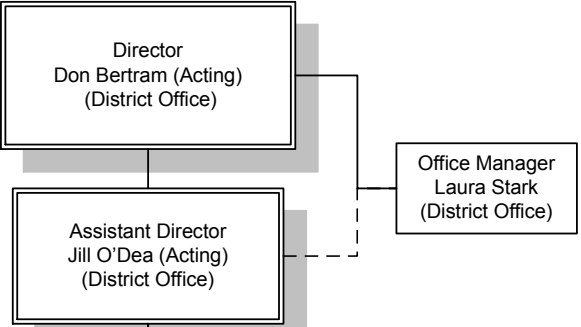 Director
Don Bertram (Acting)
(District Office)
Office Manager
Laura Stark
(District Office)
Assistant Director
Jill O'Dea (Acting)
(District Office)